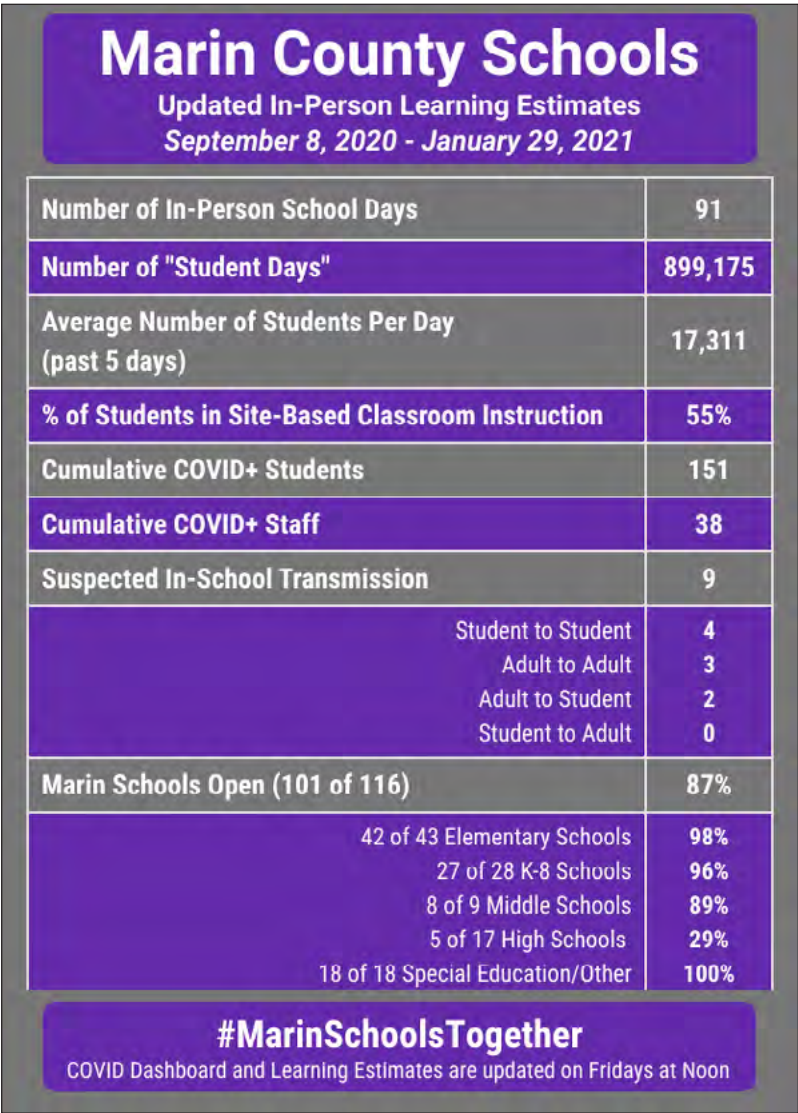 Marin County Schools
Updated In-Person Learning Estimates
September 8, 2020 - January 29, 2021
Number of In-Person School Days 91
Number of "Student Days" 899,175
Average Number of Students Per Day
(past 5 days) 17,311
% of Students in Site-Based Classroom Instruction 55%
Cumulative COVID+ Students 151
Cumulative COVID+ Staff 38
Suspected In-School Transmission 9
Student to Student 4
Adult to Adult 3
Adult to Student 2
Student to Adult 0
Marin Schools Open (101 of 116) 87%
42 of 43 Elementary Schools 98%
27 of 28 K-8 Schools 96%
8 of 9 Middle Schools 89%
5 of 17 High Schools 29%
18 of 18 Special Education/Other 100%
#MarinSchoolsTogether
COVID Dashboard and Learning Estimates are updated on Fridays at Noon